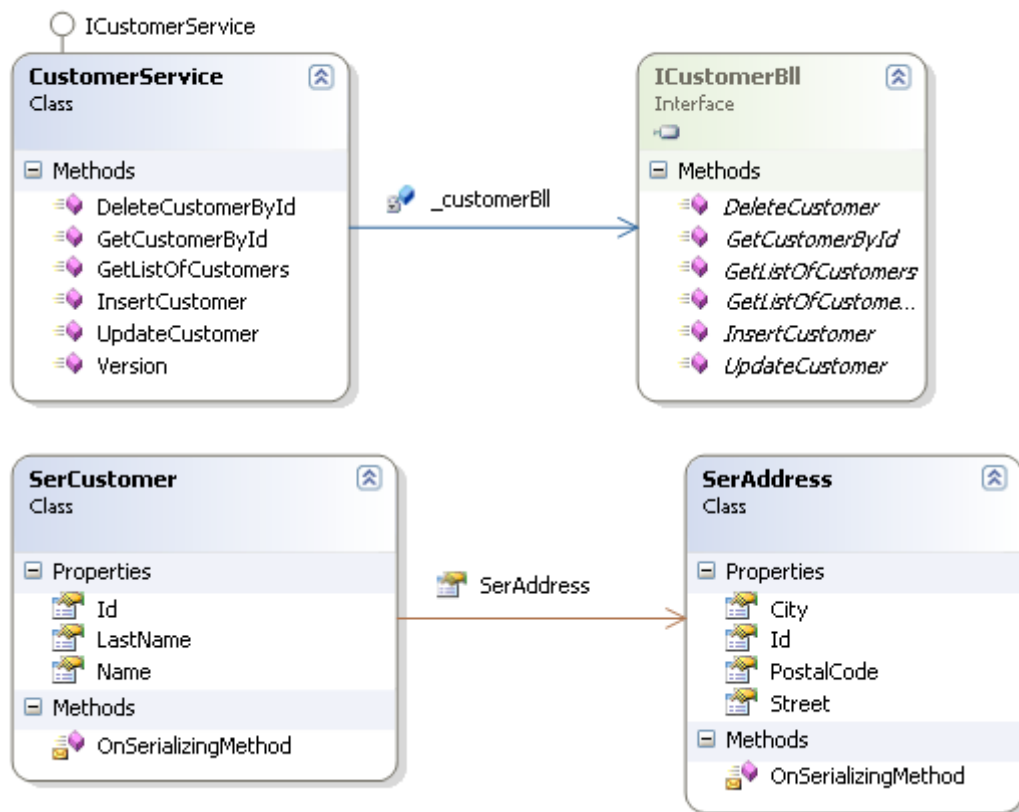 ICustomerService
CustomerService
Class
Methods
DeleteCustomerById
GetCustomerById
GetListOfCustomers
InsertCustomer
UpdateCustomer
Version
_customerBll
ICustomerBll
Interface
Methods
DeleteCustomer
GetCustomerById
GetListOfCustomers
GetListOfCustome...
InsertCustomer
UpdateCustomer
SerCustomer
Class
Properties
Id
LastName
Name
Methods
OnSerializingMethod
SerAddress
SerAddress
Class
Properties
City
Id
PostalCode
Street
Methods
OnSerializingMethod